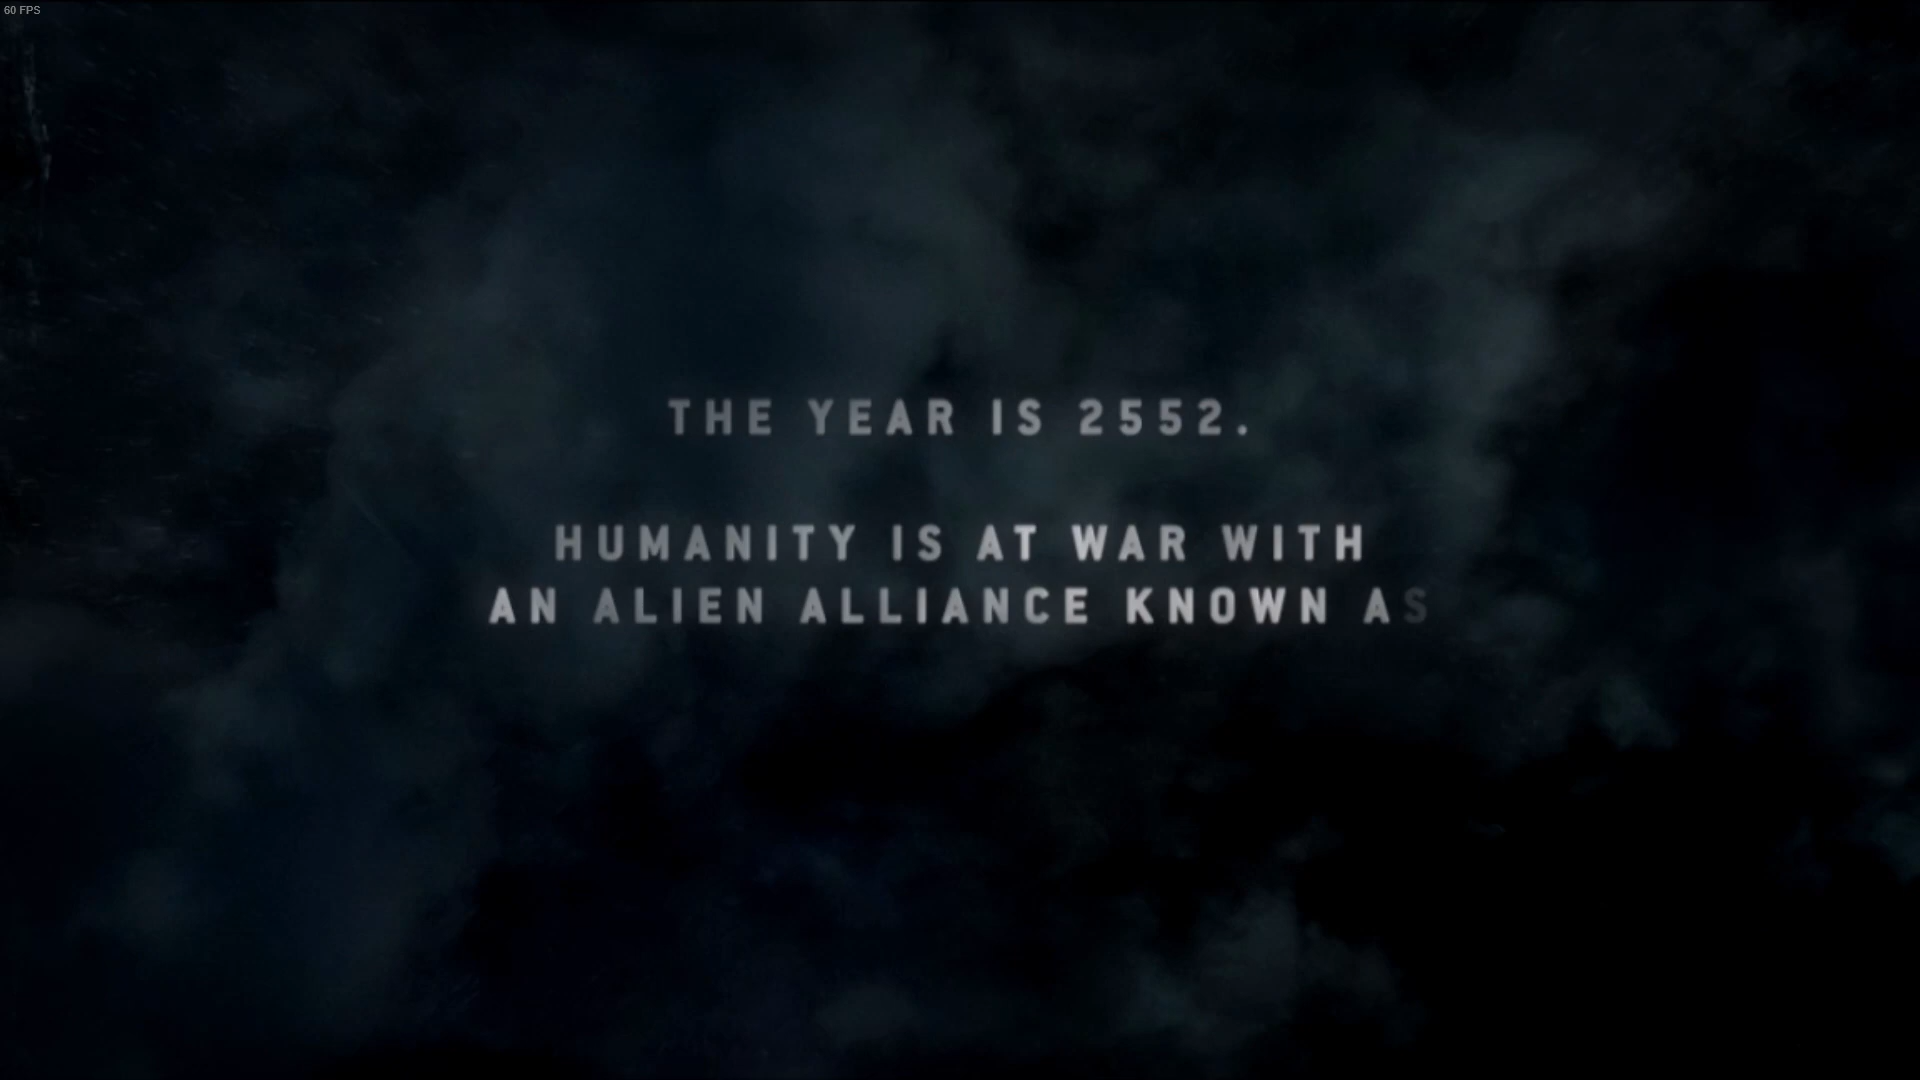 60 FPS
THE YEAR IS 2552.
HUMANITY IS AT WAR WITH
AN ALIEN ALLIANCE KNOWN AS